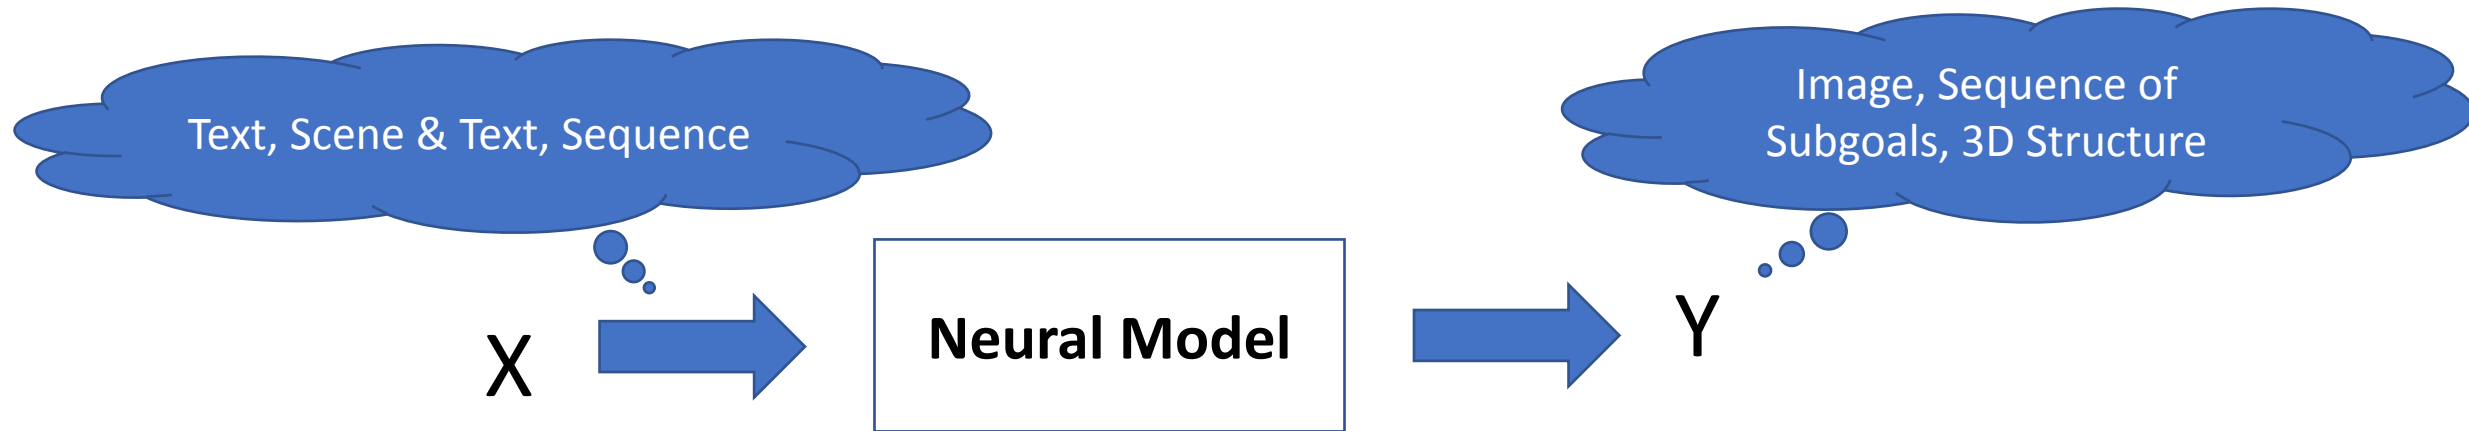 Text, Scene & Text, Sequence
Image, Sequence of
Subgoals, 3D Structure
X
Neural Model
Y